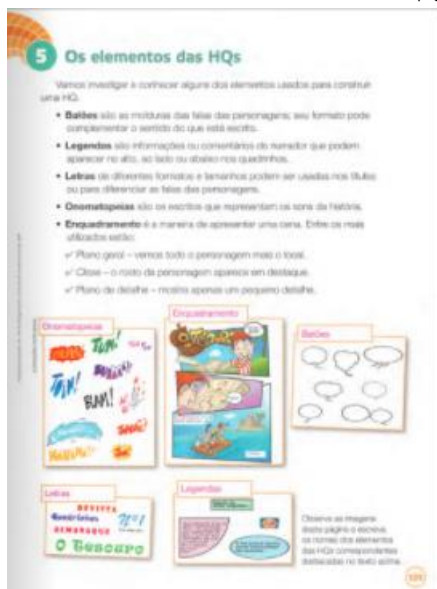 5 Os elementos das HQs
Vamos investigar e conhecer alguns dos elementos usados para construir
uma HQ.
• Balões são as molduras das falas das personagens; seu formato pode
complementar o sentido do que está escrito.
• Legendas são informações ou comentários do narrador que podem
aparecer no alto, ao lado ou abaixo nos quadrinhos.
• Letras de diferentes formatos e tamanhos podem ser usadas nos títulos
ou para diferenciar as falas das personagens.
• Onomatopeias são os escritos que representam os sons da história.
• Enquadramento é a maneira de apresentar uma cena. Entre os mais
utilizados estão:
✓ Plano geral – vemos todo o personagem mais o local.
✓ Close – o rosto da personagem aparece em destaque.
✓ Plano de detalhe – mostra apenas um pequeno detalhe.
Onomatopeias
TUM!
BUM!
Enquadramento
Balões
Letras
REVISTA
Quadrinhos
Nº1
ALMANAQUE
O Tesouro
Legendas
Observe as imagens
desta página e escreva
os nomes dos elementos
das HQs correspondentes
destacados no texto acima.